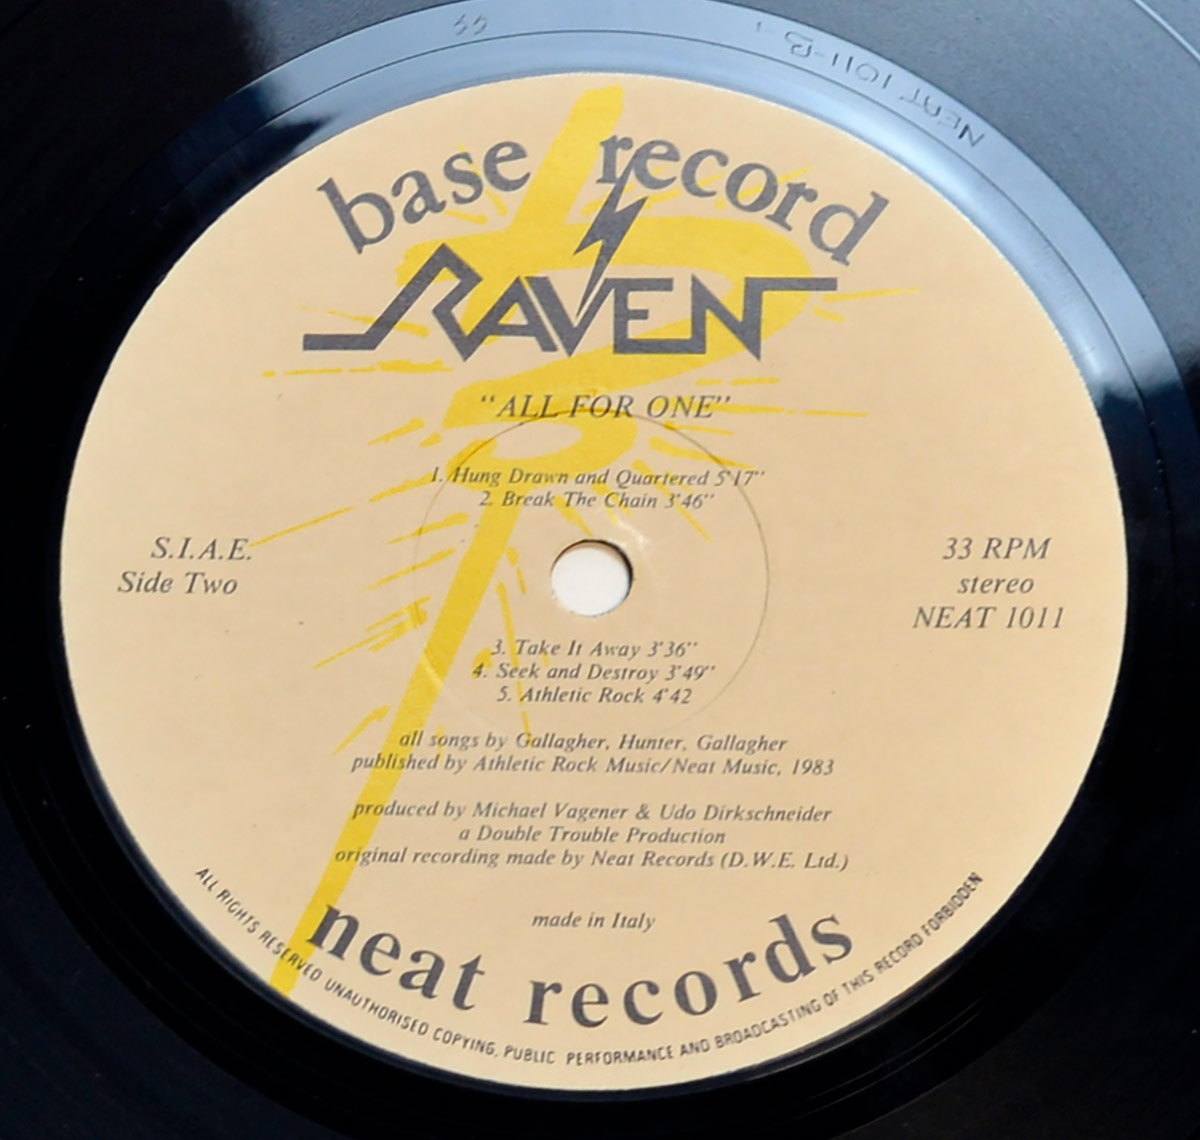 NEAT 1011-B-1
base record
RAVEN
"ALL FOR ONE"
1. Hung Drawn and Quartered 5'17''
2. Break The Chain 3'46''
S.I.A.E.
Side Two
33 RPM
stereo
NEAT 1011
3. Take It Away 3'36''
4. Seek and Destroy 3'49''
5. Athletic Rock 4'42
all songs by Gallagher, Hunter, Gallagher
published by Athletic Rock Music/Neat Music, 1983
produced by Michael Vagener & Udo Dirkschneider
a Double Trouble Production
original recording made by Neat Records (D.W.E. Ltd.)
made in Italy
neat records
ALL RIGHTS RESERVED UNAUTHORISED COPYING, PUBLIC PERFORMANCE AND BROADCASTING OF THIS RECORD FORBIDDEN